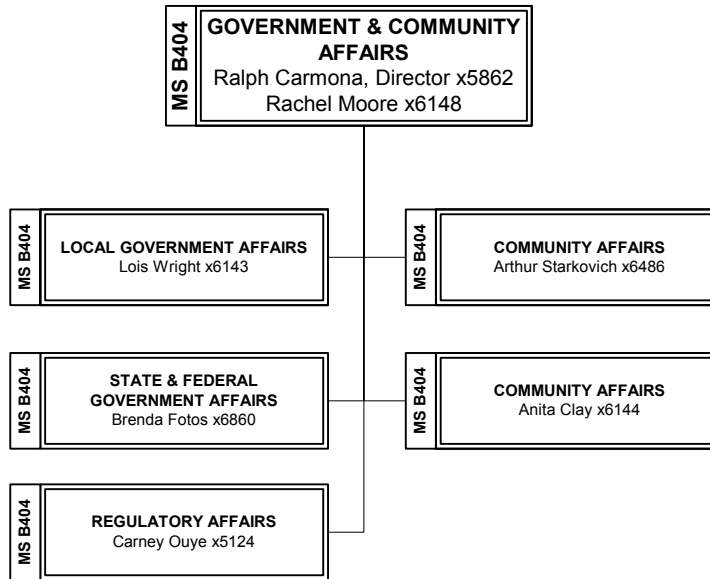 MS B404
GOVERNMENT & COMMUNITY
AFFAIRS
Ralph Carmona, Director x5862
Rachel Moore x6148
MS B404
LOCAL GOVERNMENT AFFAIRS
Lois Wright x6143
MS B404
COMMUNITY AFFAIRS
Arthur Starkovich x6486
MS B404
STATE & FEDERAL
GOVERNMENT AFFAIRS
Brenda Fotos x6860
MS B404
COMMUNITY AFFAIRS
Anita Clay x6144
MS B404
REGULATORY AFFAIRS
Carney Ouye x5124